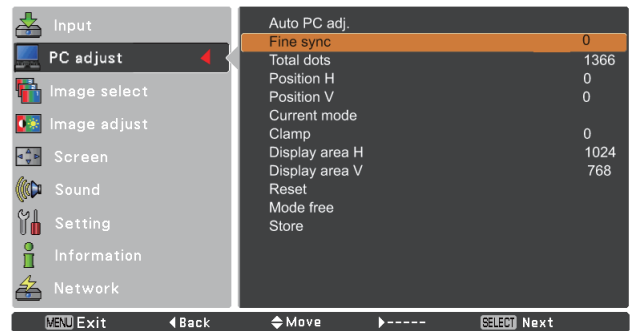 Input
PC adjust
Image select
Image adjust
Screen
Sound
Setting
Information
Network
Auto PC adj.
Fine sync 0
Total dots 1366
Position H 0
Position V 0
Current mode
Clamp 0
Display area H 1024
Display area V 768
Reset
Mode free
Store
MENU Exit Back Move ----- SELECT Next